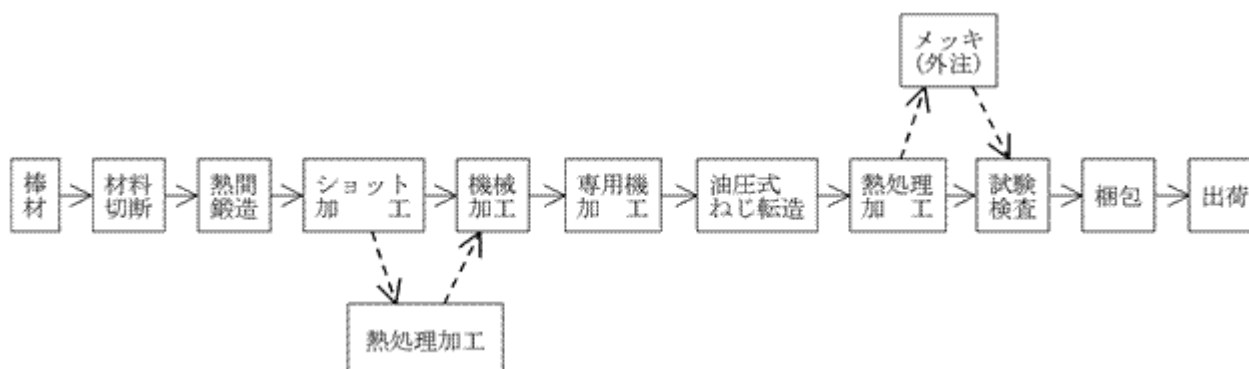 メッキ
(外注)
棒
材
材料
切断
熱間
鍛造
ショット
加 工
機械
加工
専用機
加 工
油圧式
ねじ転造
熱処理
加 工
試験
検査
梱包
出荷
熱処理加工